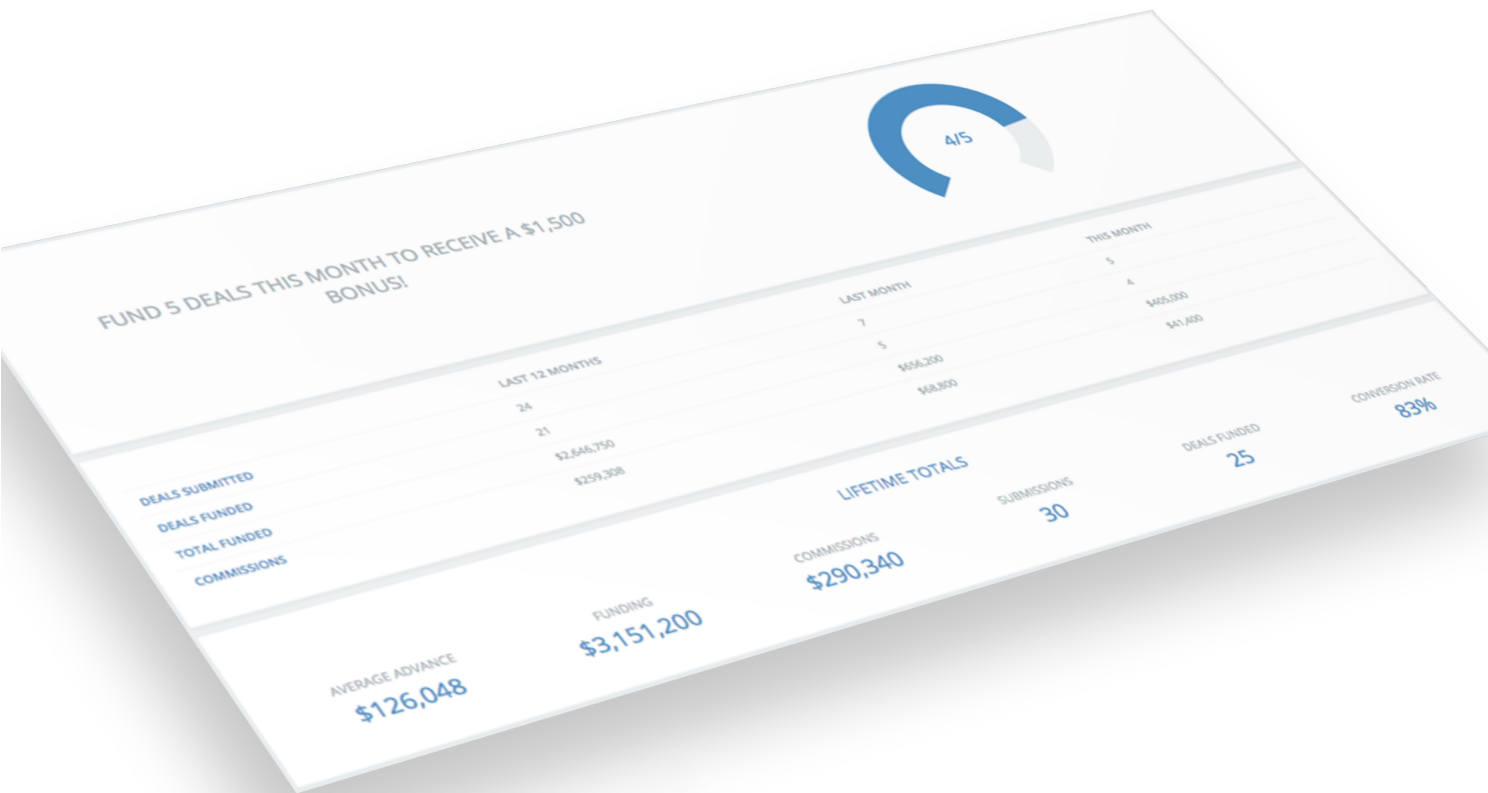 FUND 5 DEALS THIS MONTH TO RECEIVE A $1,500
BONUS!
4/5
LAST 12 MONTHS LAST MONTH THIS MONTH
DEALS SUBMITTED 24 7 5
DEALS FUNDED 21 5 4
TOTAL FUNDED $2,646,750 $656,200 $405,000
COMMISSIONS $259,308 $68,800 $41,400
LIFETIME TOTALS
AVERAGE ADVANCE FUNDING COMMISSIONS SUBMISSIONS DEALS FUNDED CONVERSION RATE
$126,048 $3,151,200 $290,340 30 25 83%